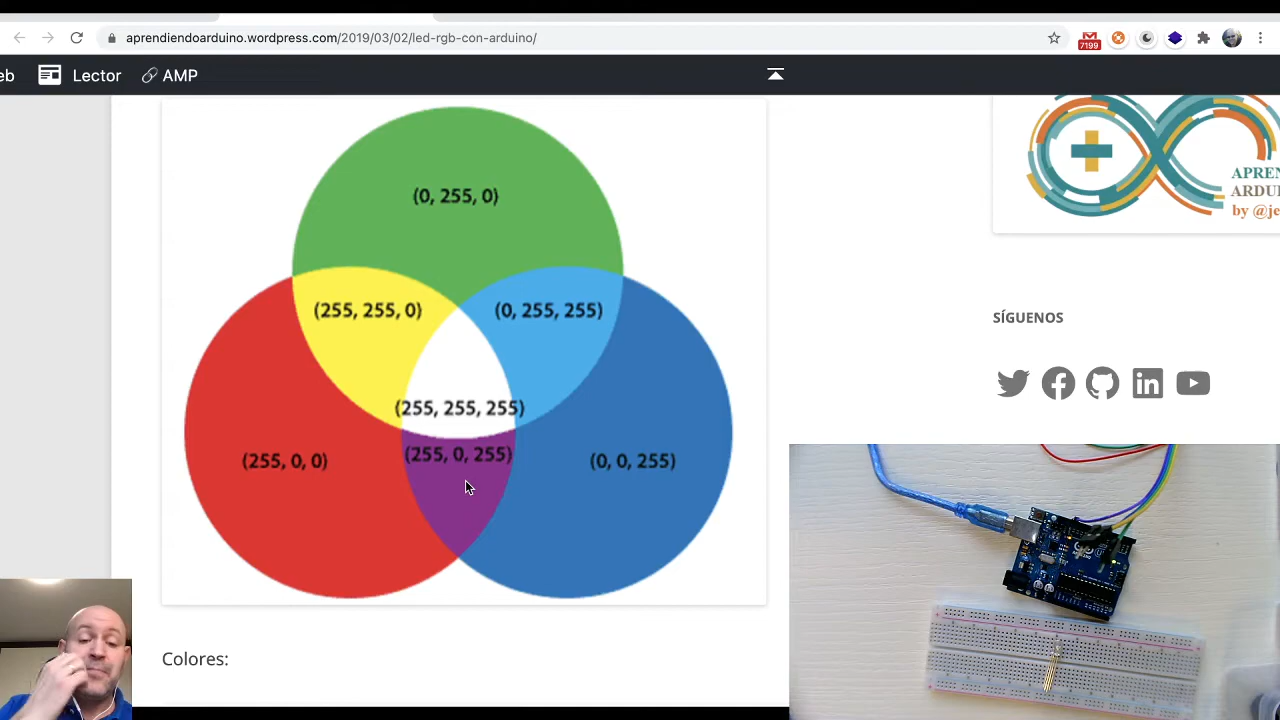 aprendiendoarduino.wordpress.com/2019/03/02/led-rgb-con-arduino/
7199
eb Lector AMP
(0, 255, 0)
(255, 255, 0) (0, 255, 255)
(255, 255, 255)
(255, 0, 0) (255, 0, 255) (0, 0, 255)
Colores:
APREN
ARDUI
by @je
SÍGUENOS